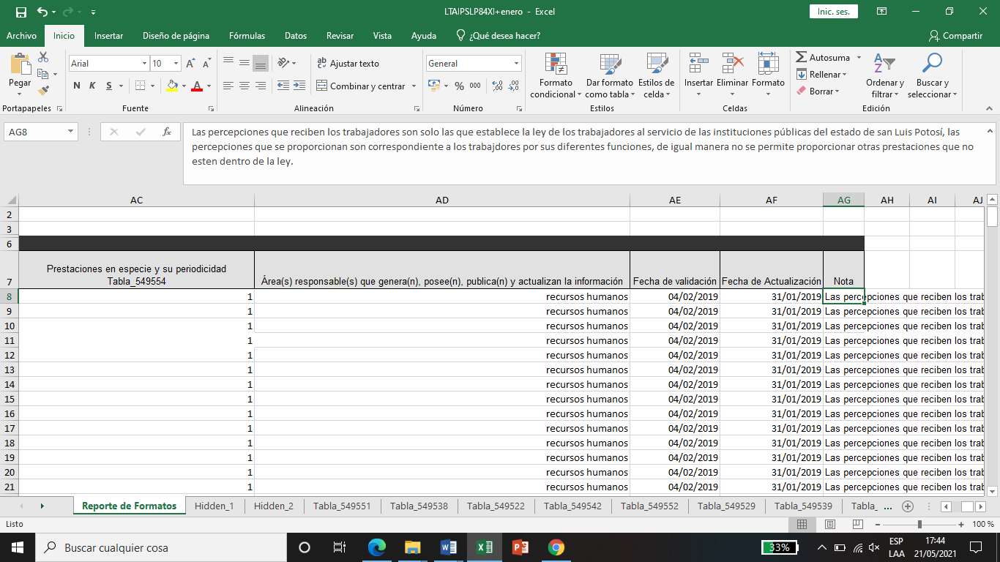 LTAIPSLP84XI+enero - Excel
Inic. ses.
Archivo Inicio Insertar Diseño de página Fórmulas Datos Revisar Vista Ayuda ¿Qué desea hacer? Compartir
Pegar
Arial 10
N K S
Ajustar texto
Combinar y centrar
General
% 000
Formato condicional
Dar formato como tabla
Estilos de celda
Insertar Eliminar Formato
Autosuma
Rellenar
Borrar
Ordenar y filtrar
Buscar y seleccionar
Portapapeles Fuente Alineación Número Estilos Celdas Edición
AG8
fx
Las percepciones que reciben los trabajadores son solo las que establece la ley de los trabajadores al servicio de las instituciones públicas del estado de san Luis Potosí, las
percepciones que se proporcionan son correspondiente a los trabajdores por sus diferentes funciones, de igual manera no se permite proporcionar otras prestaciones que no
esten dentro de la ley.
AC AD AE AF AG AH AI AJ
2
3
6
Prestaciones en especie y su periodicidad
7 Tabla_549554 Área(s) responsable(s) que genera(n), posee(n), publica(n) y actualizan la información Fecha de validación Fecha de Actualización Nota
8 1 recursos humanos 04/02/2019 31/01/2019 Las percepciones que reciben los trab
9 1 recursos humanos 04/02/2019 31/01/2019 Las percepciones que reciben los trab
10 1 recursos humanos 04/02/2019 31/01/2019 Las percepciones que reciben los trab
11 1 recursos humanos 04/02/2019 31/01/2019 Las percepciones que reciben los trab
12 1 recursos humanos 04/02/2019 31/01/2019 Las percepciones que reciben los trab
13 1 recursos humanos 04/02/2019 31/01/2019 Las percepciones que reciben los trab
14 1 recursos humanos 04/02/2019 31/01/2019 Las percepciones que reciben los trab
15 1 recursos humanos 04/02/2019 31/01/2019 Las percepciones que reciben los trab
16 1 recursos humanos 04/02/2019 31/01/2019 Las percepciones que reciben los trab
17 1 recursos humanos 04/02/2019 31/01/2019 Las percepciones que reciben los trab
18 1 recursos humanos 04/02/2019 31/01/2019 Las percepciones que reciben los trab
19 1 recursos humanos 04/02/2019 31/01/2019 Las percepciones que reciben los trab
20 1 recursos humanos 04/02/2019 31/01/2019 Las percepciones que reciben los trab
21 1 recursos humanos 04/02/2019 31/01/2019 Las percepciones que reciben los trab
Reporte de Formatos Hidden_1 Hidden_2 Tabla_549551 Tabla_549538 Tabla_549522 Tabla_549542 Tabla_549552 Tabla_549529 Tabla_549539 Tabla_ ...
Listo 100 %
Buscar cualquier cosa
33%
ESP
LAA
17:44
21/05/2021